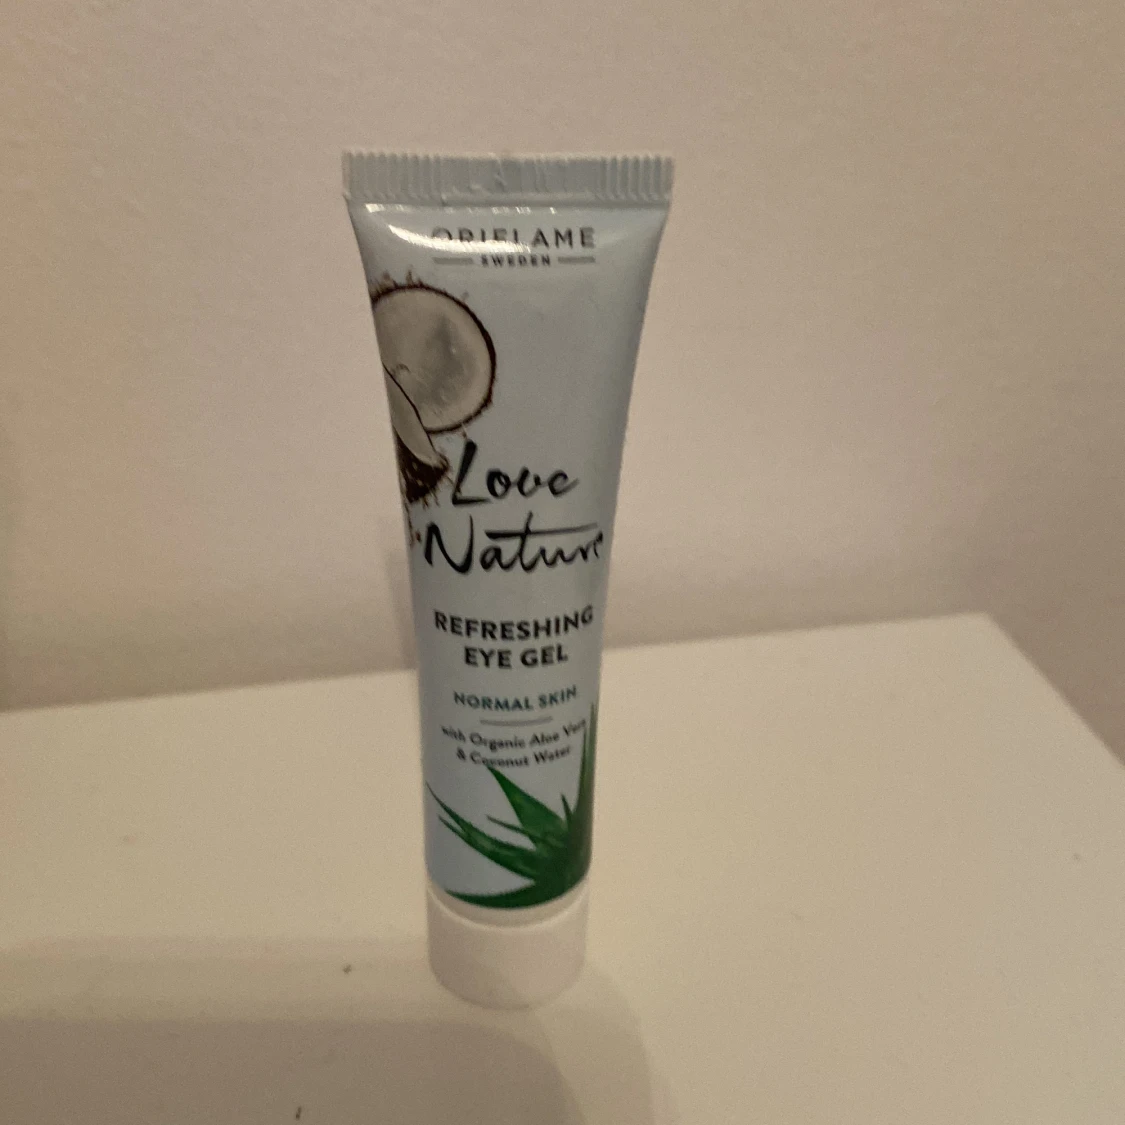 ORIFLAME
SWEDEN
Love
Nature
REFRESHING
EYE GEL
NORMAL SKIN
with Organic Aloe Vera
& Coconut Water